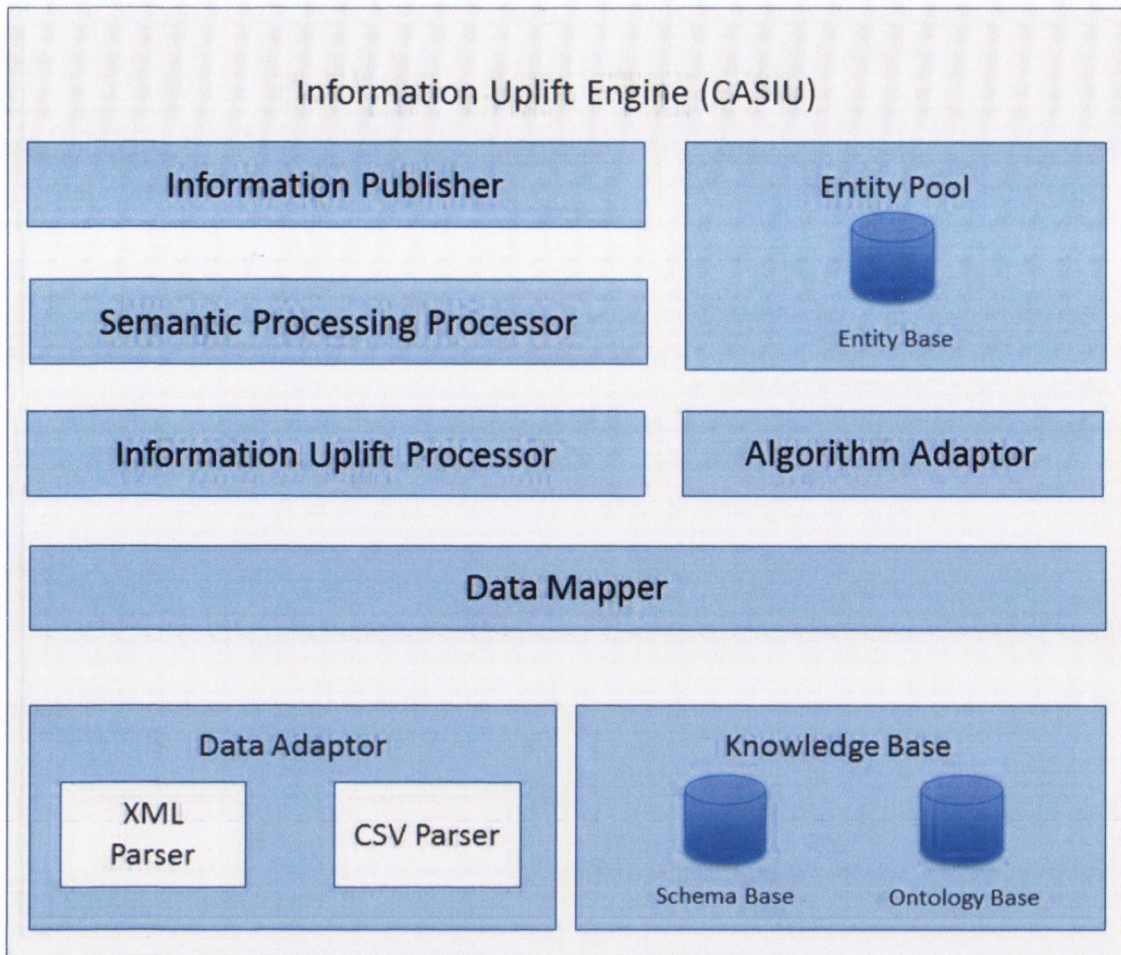 Information Uplift Engine (CASIU)
Information Publisher
Entity Pool
Entity Base
Semantic Processing Processor
Information Uplift Processor
Algorithm Adaptor
Data Mapper
Data Adaptor
XML
Parser
CSV Parser
Knowledge Base
Schema Base
Ontology Base